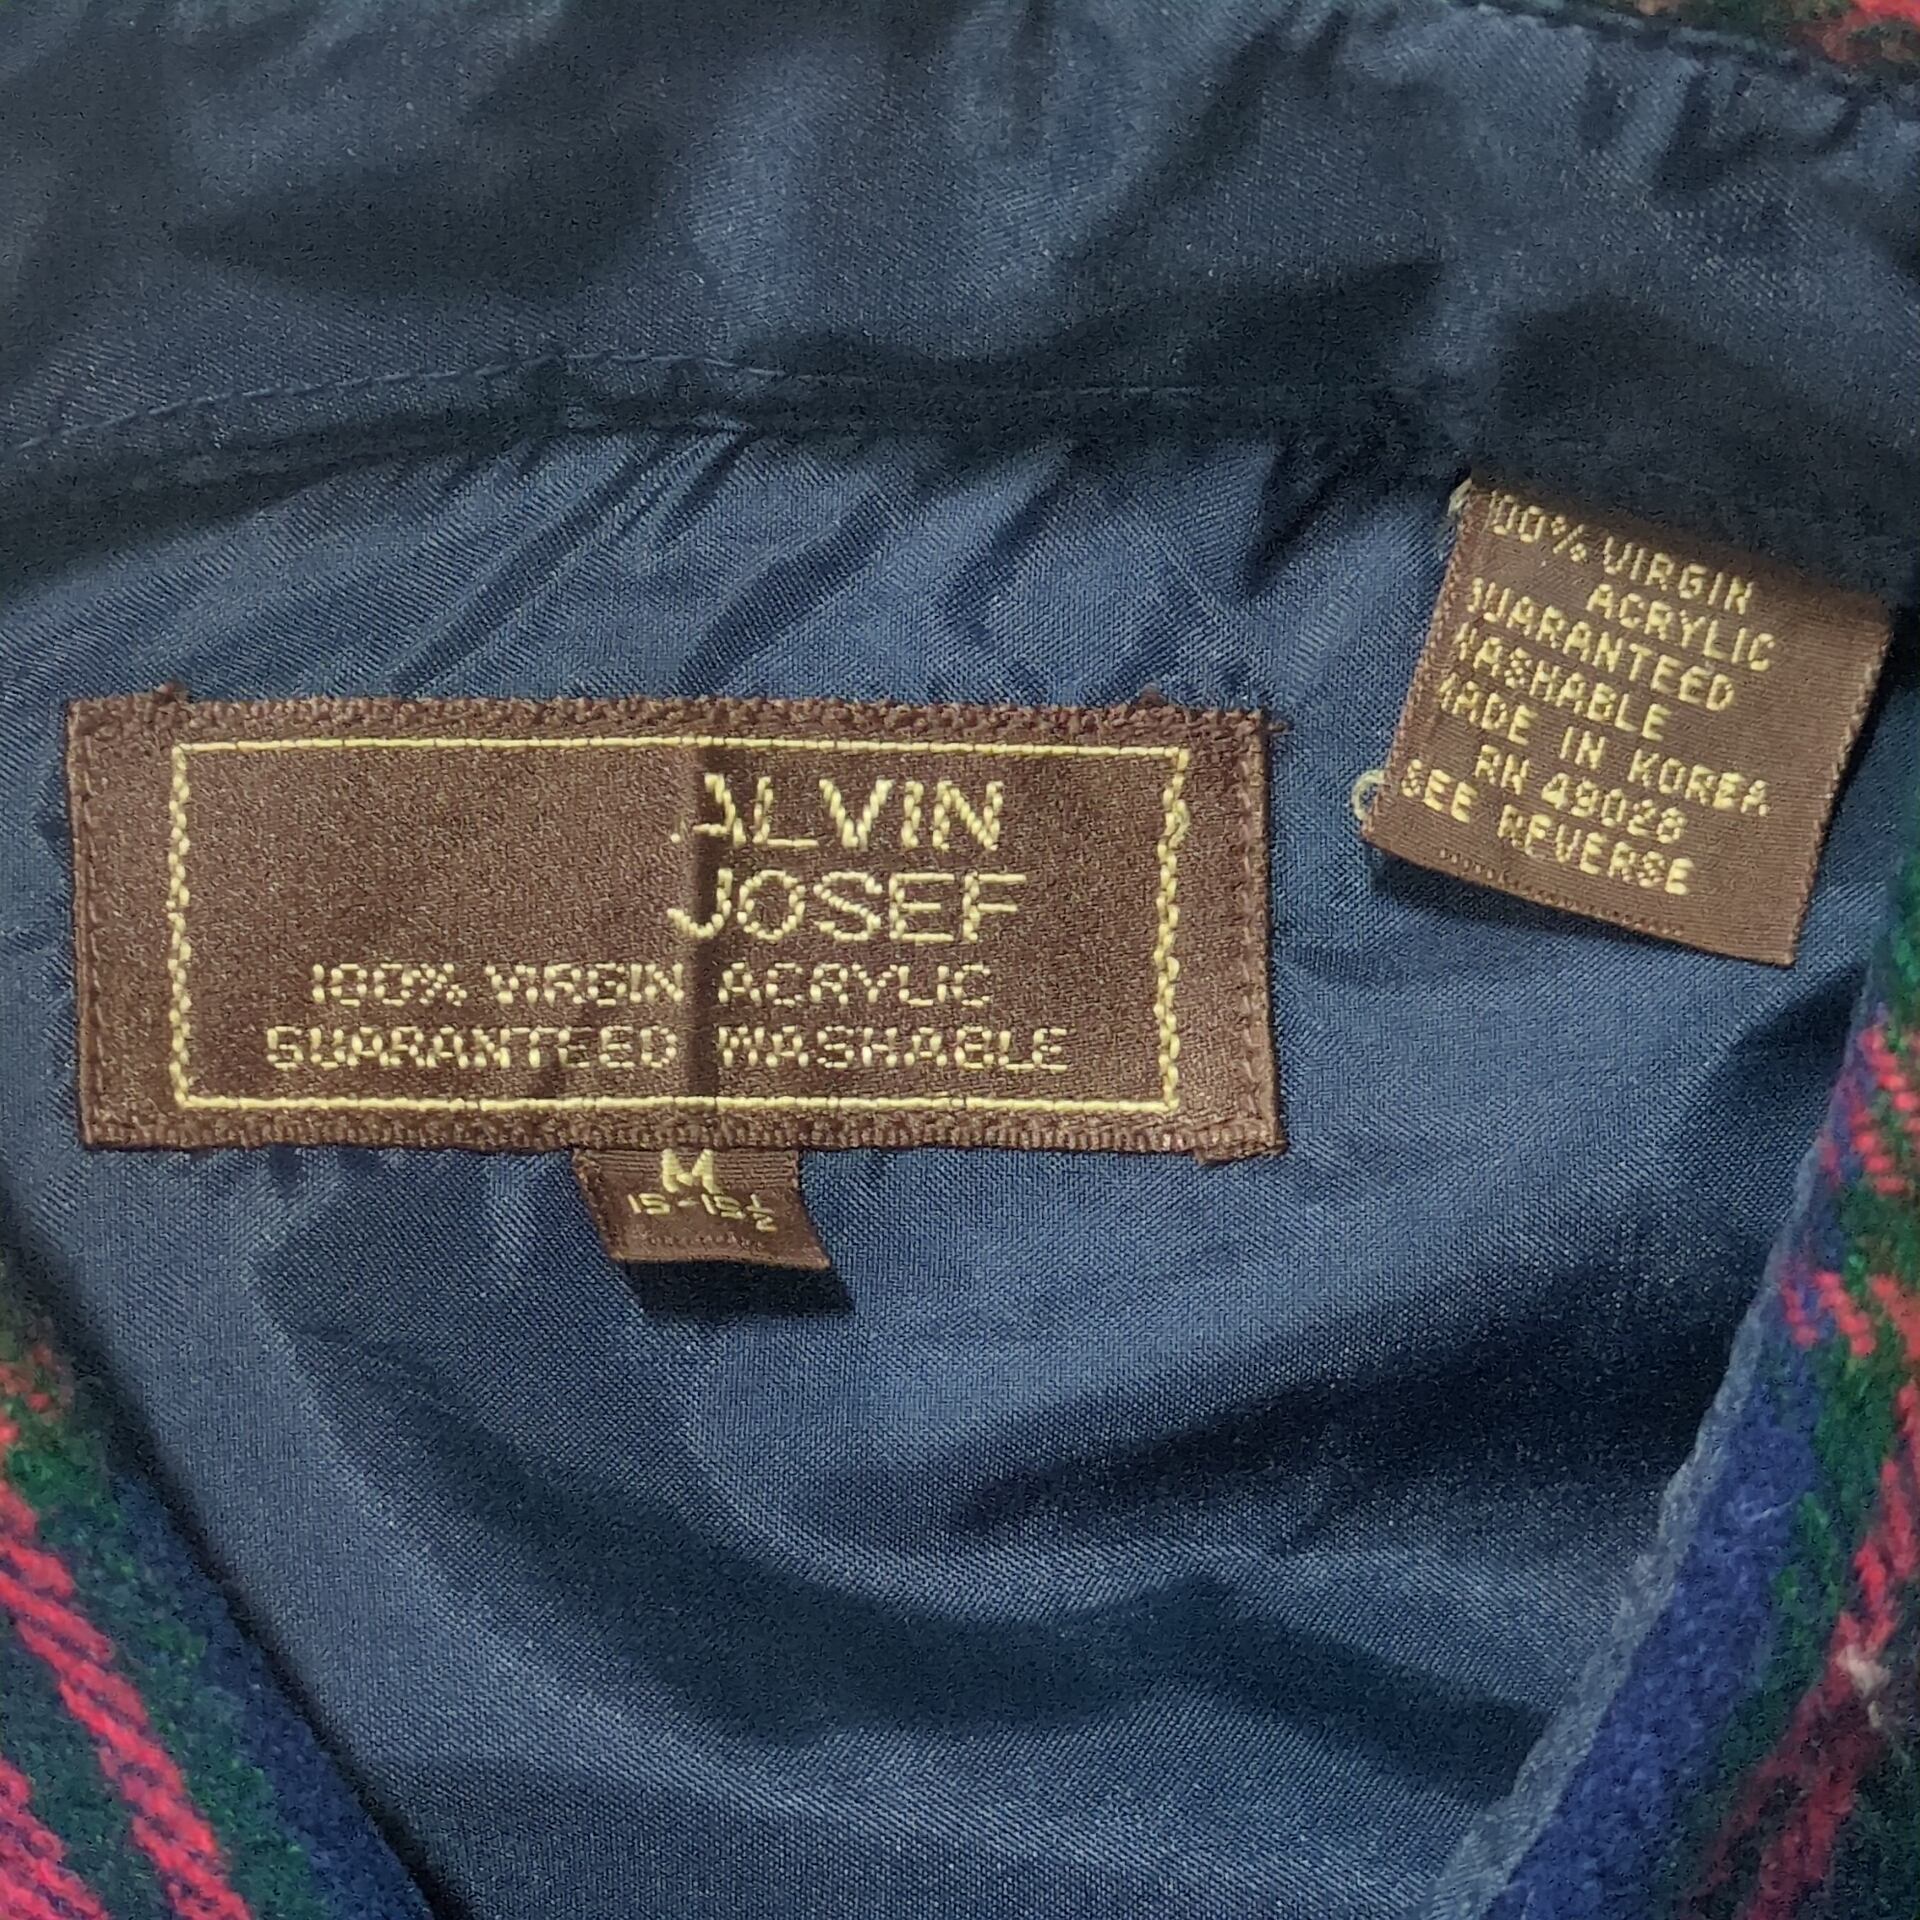 ALVIN
JOSEF
100% VIRGIN ACRYLIC
GUARANTEED WASHABLE
M
15-15½
100% VIRGIN
ACRYLIC
GUARANTEED
WASHABLE
MADE IN KOREA
RN 49028
SEE REVERSE